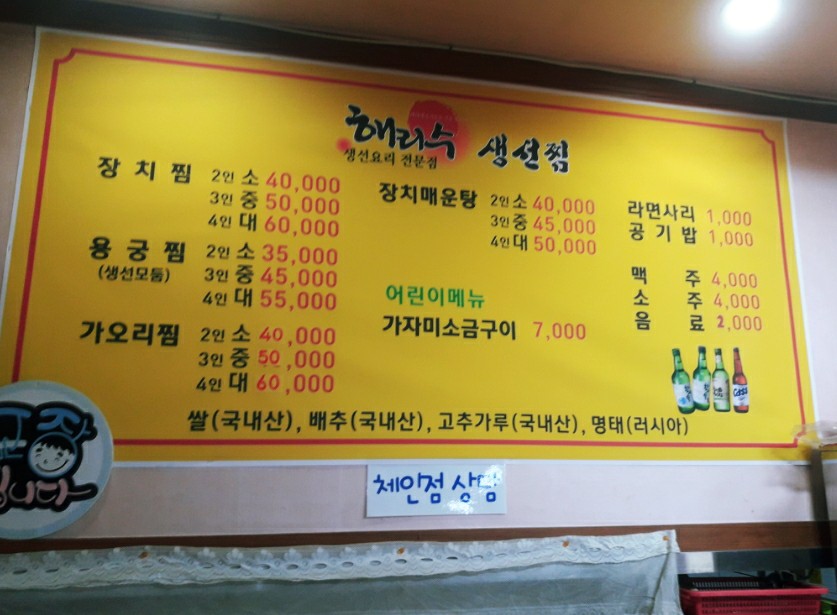 해리수 생선찜
생선요리 전문점
장치찜 2인 소 40,000
3인 중 50,000
4인 대 60,000
용궁찜 2인 소 35,000
(생선모둠) 3인 중 45,000
4인 대 55,000
가오리찜 2인 소 40,000
3인 중 50,000
4인 대 60,000
장치매운탕 2인 소 40,000
3인 중 45,000
4인 대 50,000
어린이메뉴
가자미소금구이 7,000
라면사리 1,000
공기밥 1,000
맥주 4,000
소주 4,000
음료 2,000
쌀(국내산), 배추(국내산), 고추가루(국내산), 명태(러시아)
체인점 상담